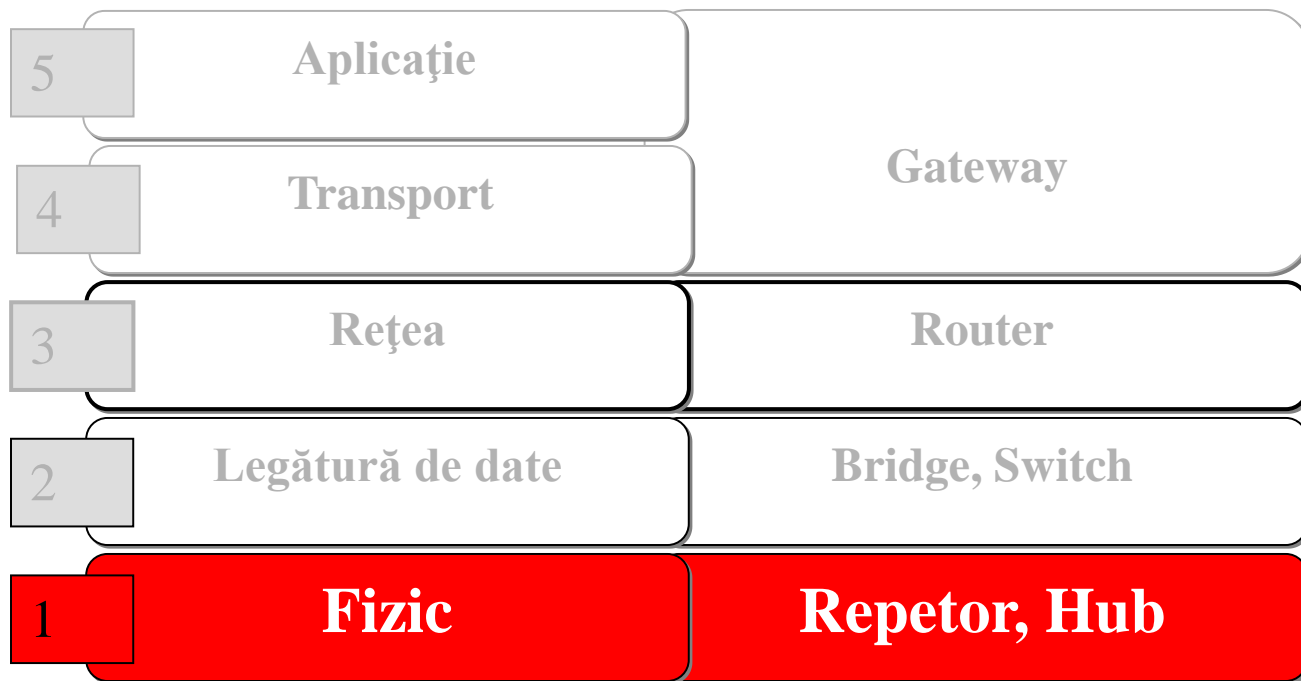 5 Aplicaţie
Gateway
4 Transport
3 Reţea Router
2 Legătură de date Bridge, Switch
1 Fizic Repetor, Hub